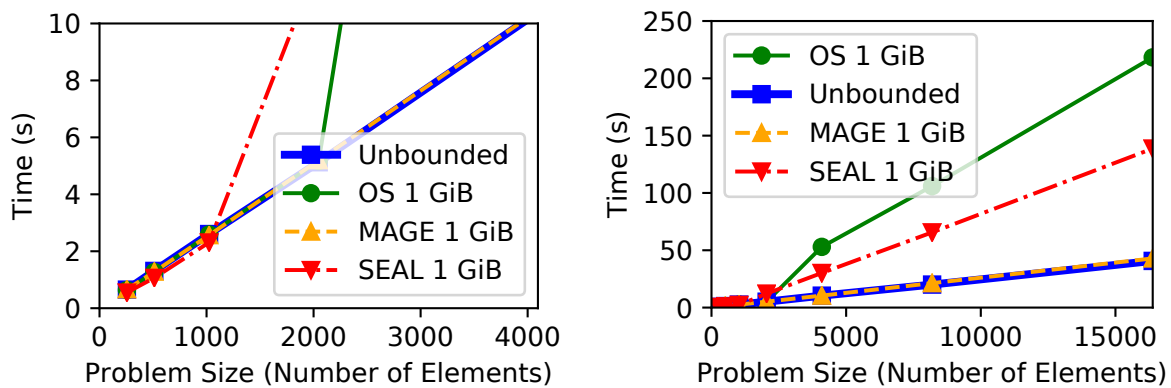 10
8
6
4
2
0
Time (s)
Unbounded
OS 1 GiB
MAGE 1 GiB
SEAL 1 GiB
0 1000 2000 3000 4000
Problem Size (Number of Elements)
250
200
150
100
50
0
Time (s)
OS 1 GiB
Unbounded
MAGE 1 GiB
SEAL 1 GiB
0 5000 10000 15000
Problem Size (Number of Elements)